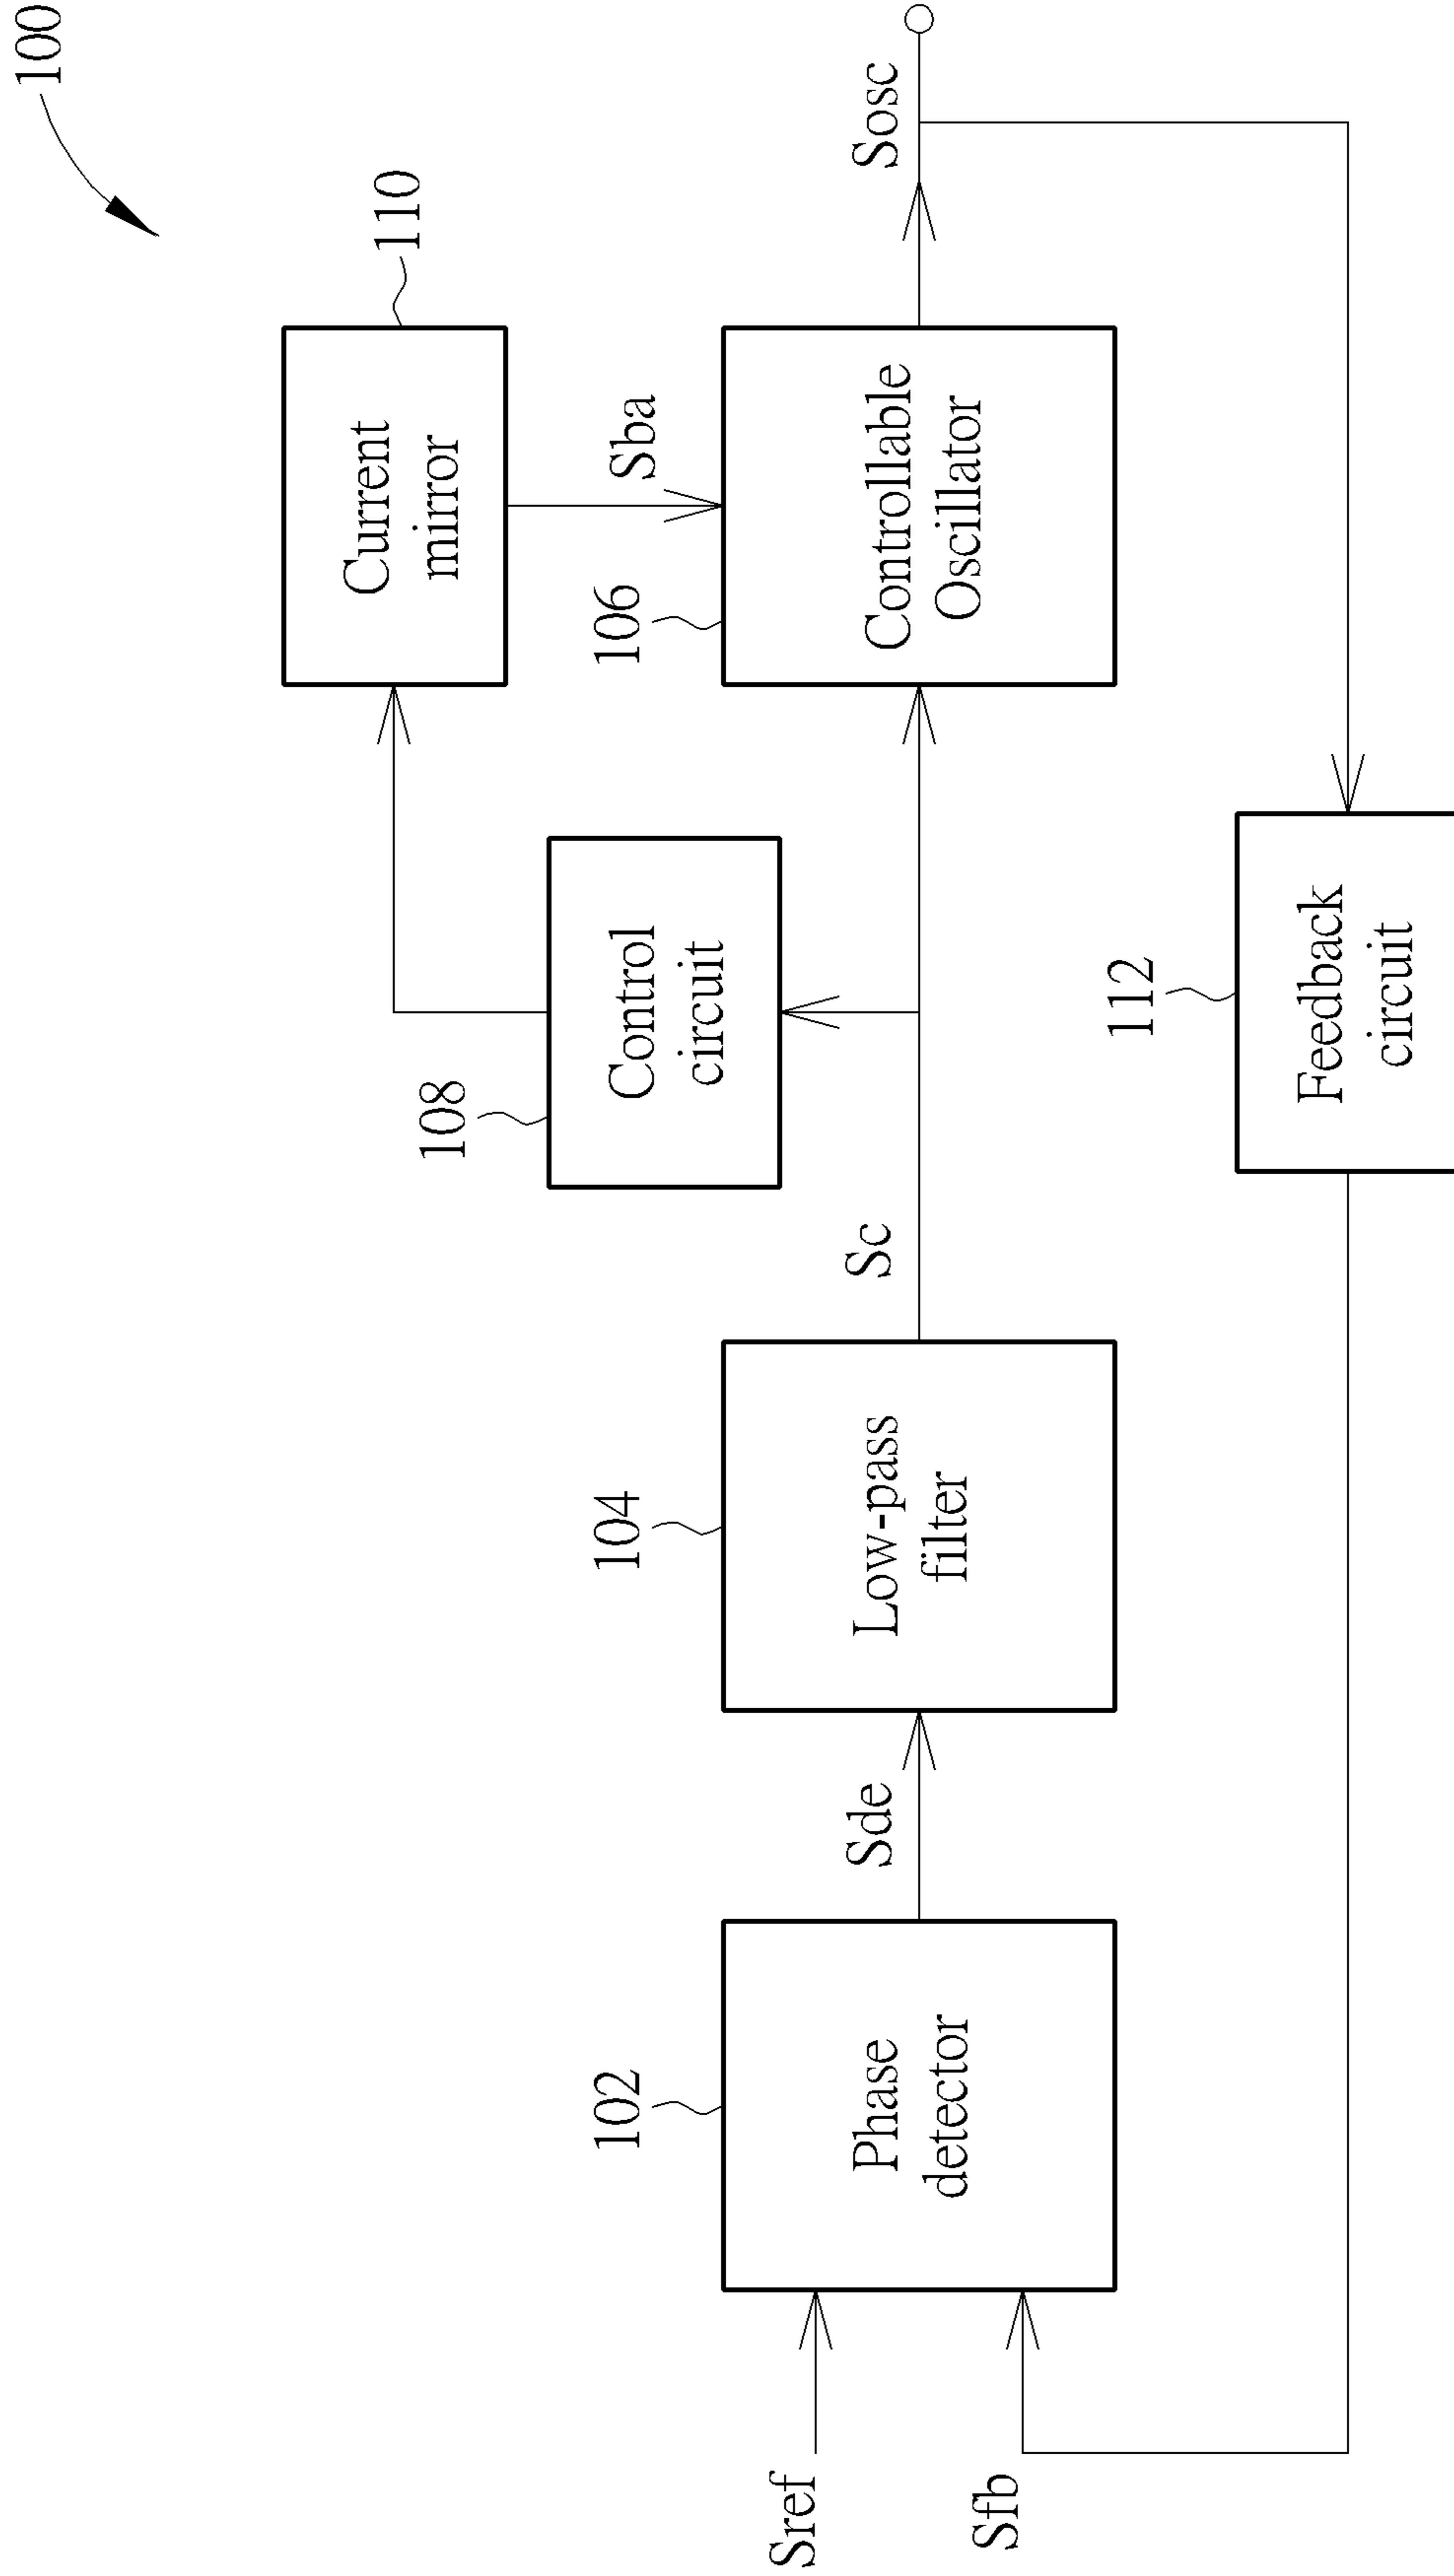 100
110
Current
mirror
108
Control
circuit
Sba
102
104
106
Sref
Sfb
Phase
detector
Sde
Low-pass
filter
Sc
Controllable
Oscillator
Sosc
112
Feedback
circuit